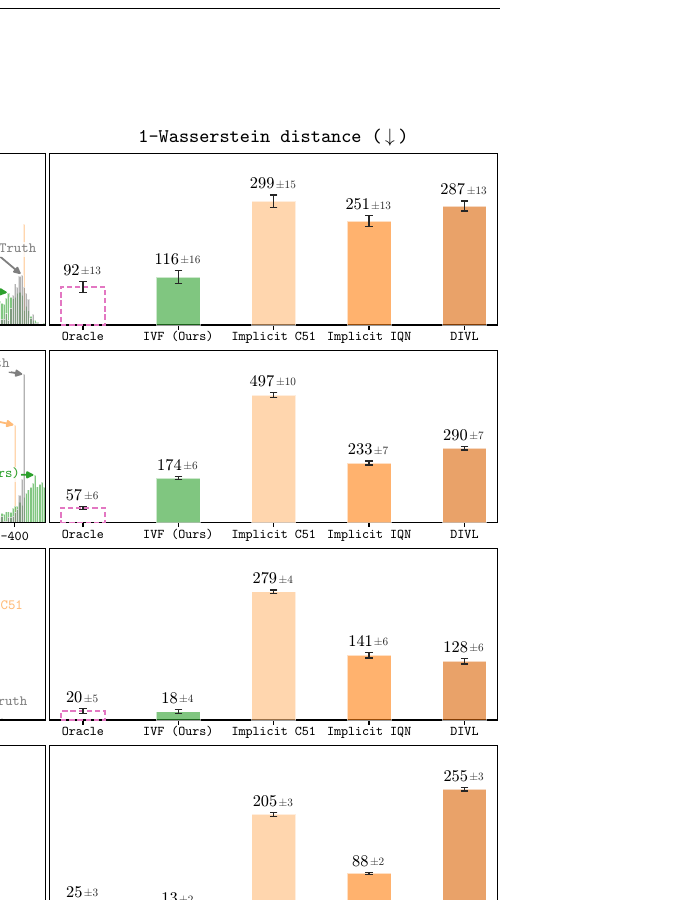 1-Wasserstein distance (↓)
299±15
287±13
251±13
Truth
116±16
92±13
Oracle IVF (Ours) Implicit C51 Implicit IQN DIVL
th
497±10
290±7
233±7
rs)
174±6
57±6
-400
Oracle IVF (Ours) Implicit C51 Implicit IQN DIVL
279±4
C51
141±6
128±6
ruth
20±5
18±4
Oracle IVF (Ours) Implicit C51 Implicit IQN DIVL
255±3
205±3
88±2
25±3
13±2